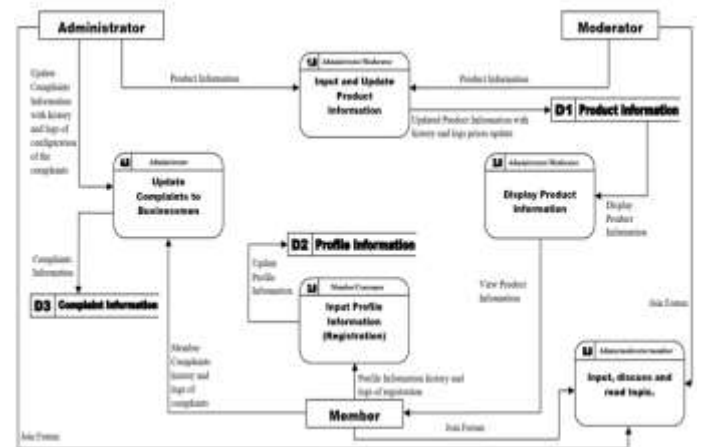 Administrator
Moderator
Update
Complaints
Information
with history
and logs of
configuration
of the
complaints
Product Information
Administrator/Moderator
Input and Update
Product
Information
Product Information
Updated Product Information with
history and logs prices update
D1 Product Information
Administrator
Update
Complaints to
Businessmen
Administrator/Moderator
Display Product
Information
Display
Product
Information
D2 Profile Information
Complaints
Information
Update
Profile
Information
Input Profile
Information
(Registration)
View Product
Information
D3 Complaint Information
Join Forum
Member
Complaints
history and
logs of
complaints
Input, discuss and
read topic.
Profile Information history and
logs of registration
Member
Join Forum
Join Forum